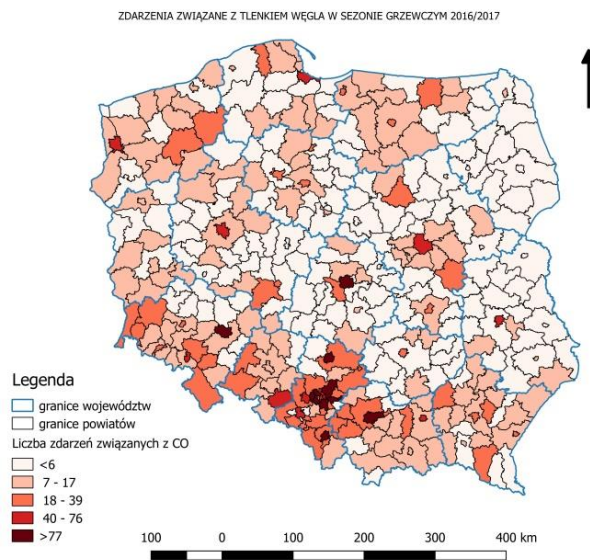 ZDARZENIA ZWIĄZANE Z TLENKIEM WĘGLA W SEZONIE GRZEWCZYM 2016/2017
Legenda
granice województw
granice powiatów
Liczba zdarzeń związanych z CO
<6
7 - 17
18 - 39
40 - 76
>77
100 0 100 200 300 400 km